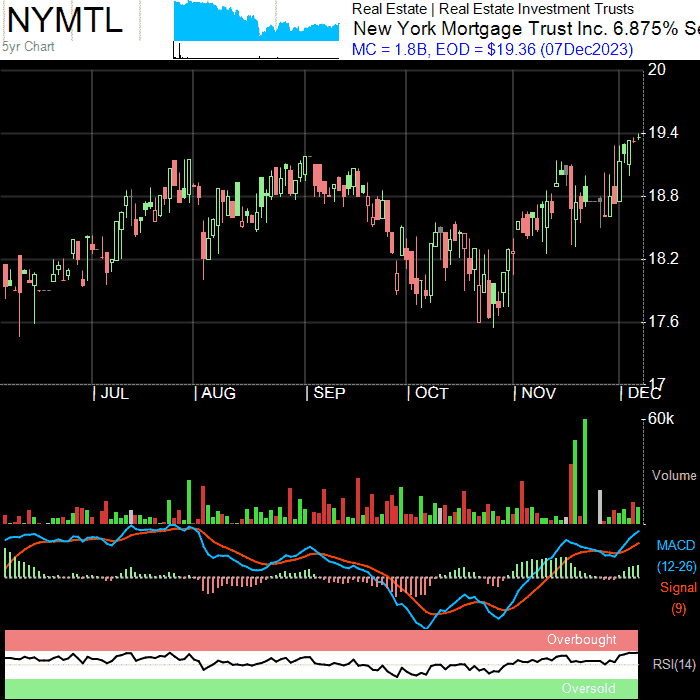 NYMTL
5yr Chart
Real Estate | Real Estate Investment Trusts
New York Mortgage Trust Inc. 6.875% Se
MC = 1.8B, EOD = $19.36 (07Dec2023)
20
19.4
18.8
18.2
17.6
17
JUL AUG SEP OCT NOV DEC
60k
Volume
MACD
(12-26)
Signal
(9)
Overbought
RSI(14)
Oversold